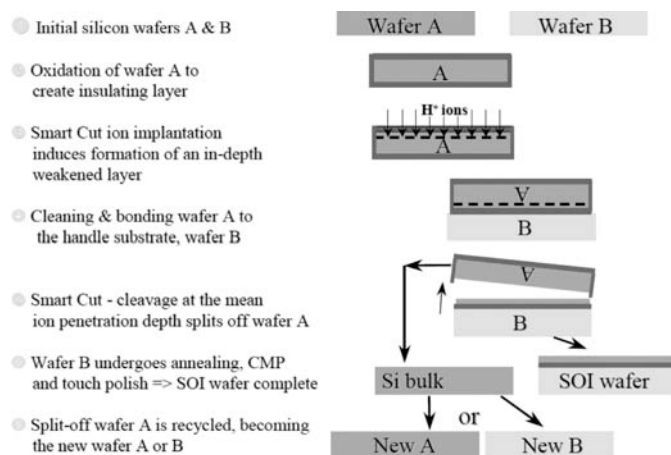 Initial silicon wafers A & B
Wafer A
Wafer B
Oxidation of wafer A to
create insulating layer
A
H+ ions
Smart Cut ion implantation
induces formation of an in-depth
weakened layer
A
A
Cleaning & bonding wafer A to
the handle substrate, wafer B
B
A
Smart Cut - cleavage at the mean
ion penetration depth splits off wafer A
B
Wafer B undergoes annealing, CMP
and touch polish => SOI wafer complete
Si bulk
SOI wafer
Split-off wafer A is recycled, becoming
the new wafer A or B
or
New A
New B